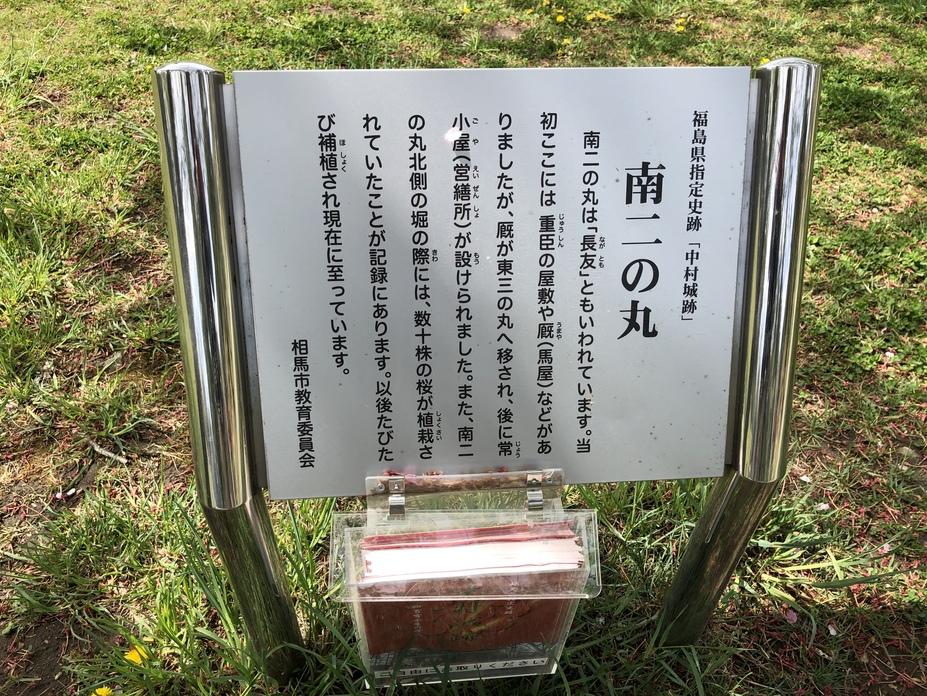 福島県指定史跡「中村城跡」
南二の丸
南二の丸は「長友」ともいわれています。当
初ここには重臣の屋敷や厩(馬屋)などがあ
りましたが、厩が東三の丸へ移され、後に常
小屋(営繕所)が設けられました。また、南二
の丸北側の堀の際には、数十株の桜が植栽さ
れていたことが記録にあります。以後たびた
び補植され現在に至っています。
相馬市教育委員会
ください